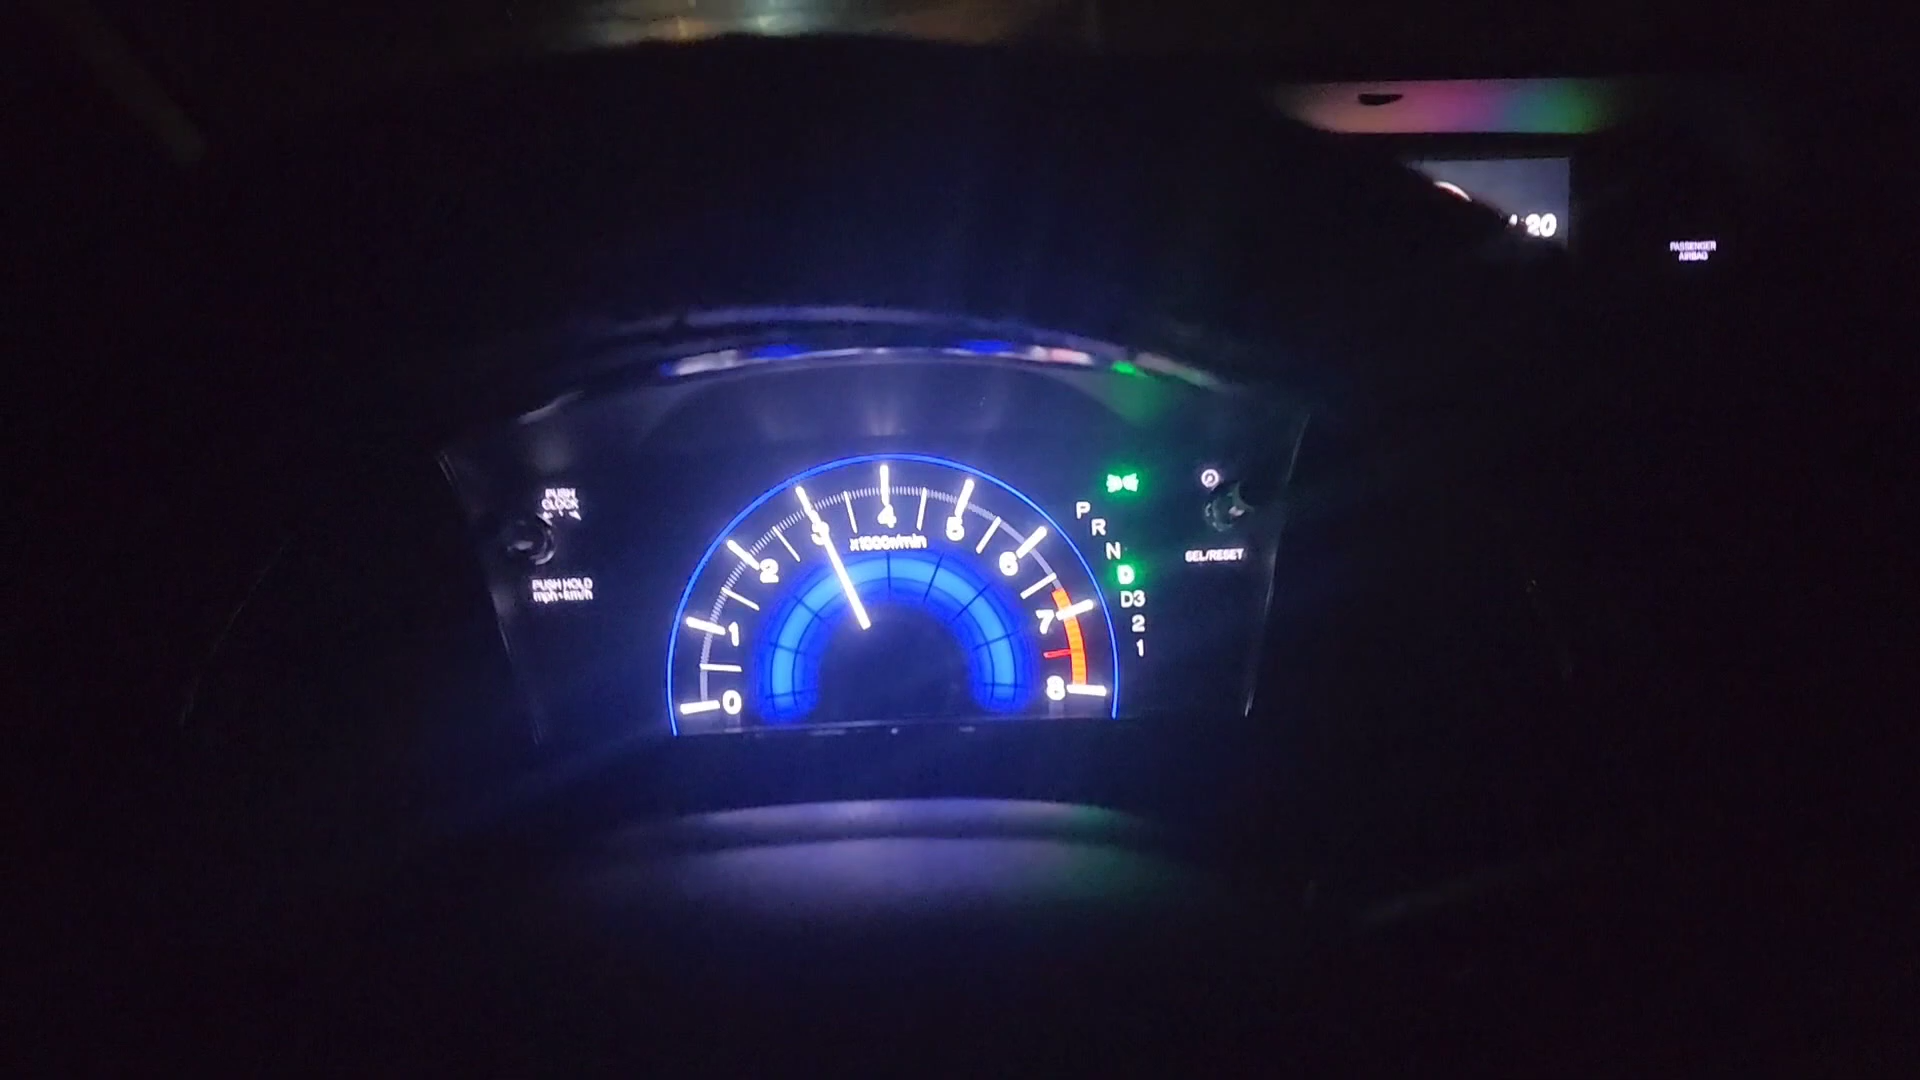 20
PASSENGER
AIRBAG
PUSH
CLOCK
PUSH HOLD
mph•km/h
0
1
2
3
4
5
6
7
8
x1000r/min
P
R
N
D
D3
2
1
SEL/RESET